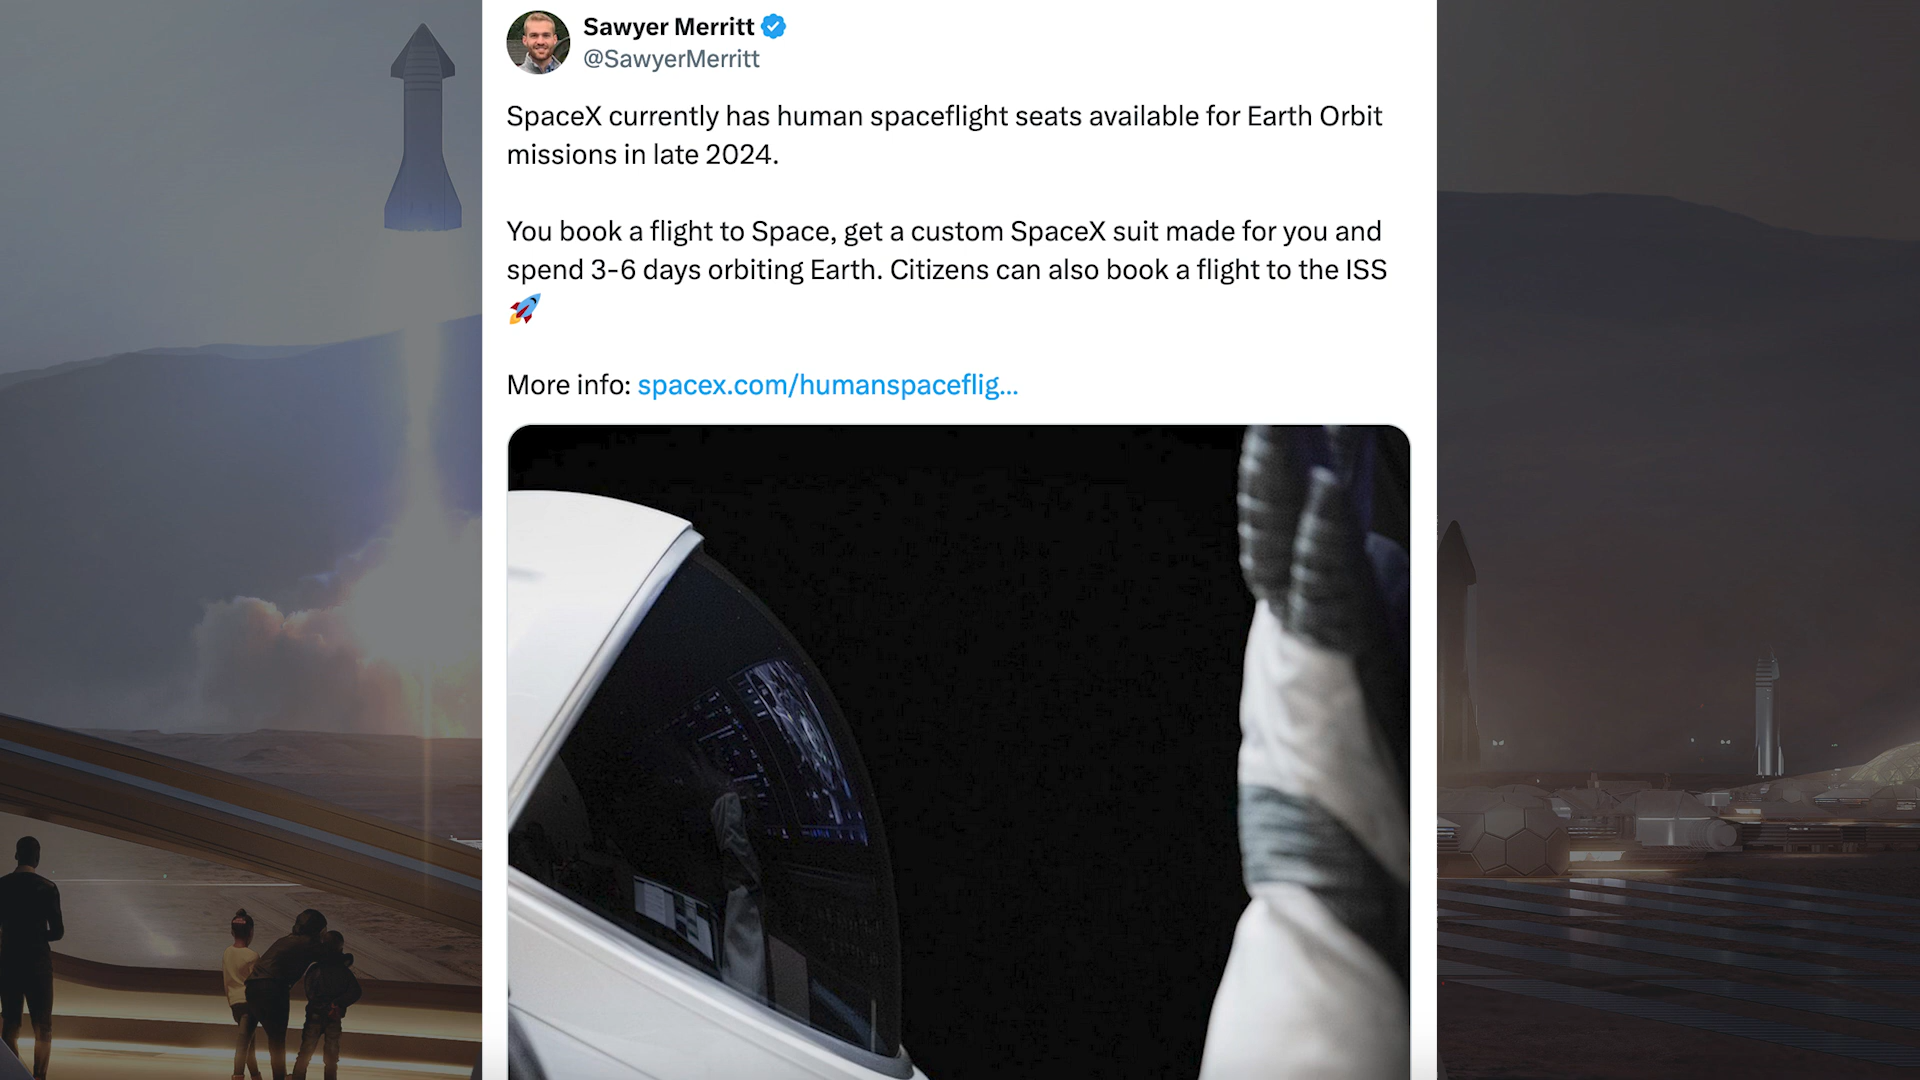 Sawyer Merritt
@SawyerMerritt
SpaceX currently has human spaceflight seats available for Earth Orbit
missions in late 2024.
You book a flight to Space, get a custom SpaceX suit made for you and
spend 3-6 days orbiting Earth. Citizens can also book a flight to the ISS
🚀
More info: spacex.com/humanspaceflig...